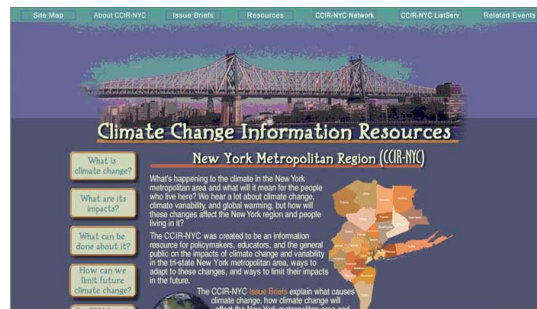 Site Map About CCIR-NYC Issue Briefs Resources CCIR-NYC Network CCIR-NYC ListServ Related Events
Climate Change Information Resources
New York Metropolitan Region (CCIR-NYC)
What is
climate change?
What are its
impacts?
What can be
done about it?
How can we
limit future
climate change?
What's happening to the climate in the New York
metropolitan area and what will it mean for the people
who live here? We hear a lot about climate change,
climate variability, and global warming, but how will
these changes affect the New York region and people
living in it?
The CCIR-NYC was created to be an information
resource for policymakers, educators, and the general
public on the impacts of climate change and variability
in the tri-state New York metropolitan area, ways to
adapt to these changes, and ways to limit their impacts
in the future.
The CCIR-NYC Issue Briefs explain what causes
climate change, how climate change will
affect the New York metropolitan area and